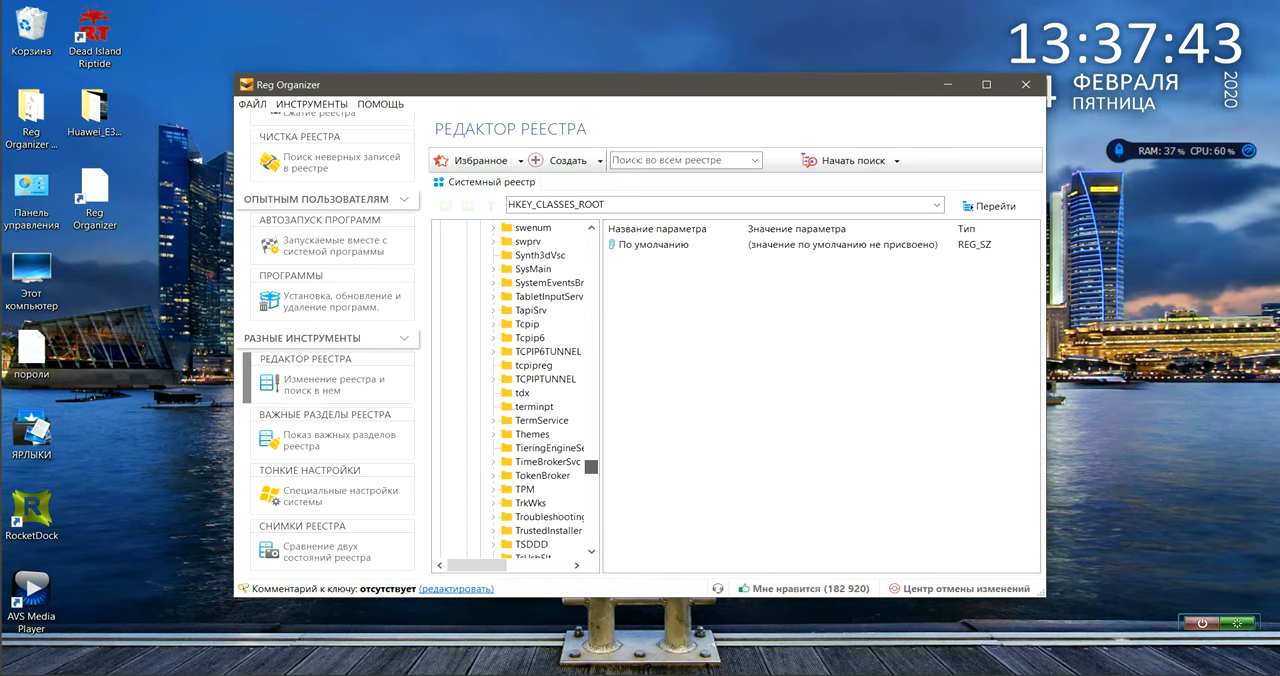 Корзина
Dead Island
Riptide
Reg
Organizer ...
Huawei_E3...
Панель
управления
Reg
Organizer
Этот
компьютер
пороли
ЯРЛЫКИ
RocketDock
AVS Media
Player
13:37:43
ФЕВРАЛЯ
ПЯТНИЦА
2020
RAM: 37 % CPU: 60 %
Reg Organizer
ФАЙЛ ИНСТРУМЕНТЫ ПОМОЩЬ
Сжатие реестра
ЧИСТКА РЕЕСТРА
Поиск неверных записей
в реестре
ОПЫТНЫМ ПОЛЬЗОВАТЕЛЯМ
АВТОЗАПУСК ПРОГРАММ
Запускаемые вместе с
системой программы
ПРОГРАММЫ
Установка, обновление и
удаление программ.
РАЗНЫЕ ИНСТРУМЕНТЫ
РЕДАКТОР РЕЕСТРА
Изменение реестра и
поиск в нем
ВАЖНЫЕ РАЗДЕЛЫ РЕЕСТРА
Показ важных разделов
реестра
ТОНКИЕ НАСТРОЙКИ
Специальные настройки
системы
СНИМКИ РЕЕСТРА
Сравнение двух
состояний реестра
РЕДАКТОР РЕЕСТРА
Избранное Создать Поиск: во всем реестре Начать поиск
Системный реестр
HKEY_CLASSES_ROOT Перейти
swenum
swprv
Synth3dVsc
SysMain
SystemEventsBr
TabletInputServ
TapiSrv
Tcpip
Tcpip6
TCPIP6TUNNEL
tcpipreg
TCPIPTUNNEL
tdx
terminpt
TermService
Themes
TieringEngineSe
TimeBrokerSvc
TokenBroker
TPM
TrkWks
Troubleshooting
TrustedInstaller
TSDDD
TsUsbFlt
Название параметра Значение параметра Тип
По умолчанию (значение по умолчанию не присвоено) REG_SZ
Комментарий к ключу: отсутствует (редактировать)
Мне нравится (182 920) Центр отмены изменений